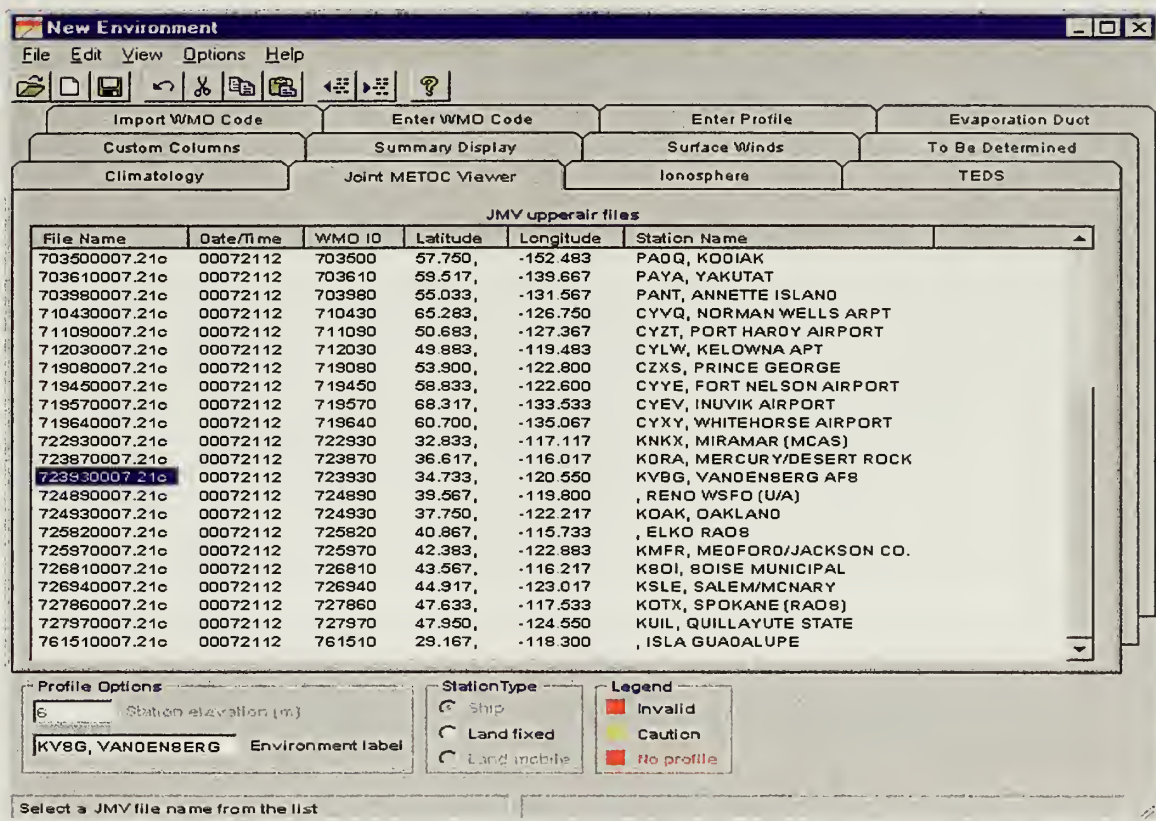 New Environment
File Edit View Options Help
Import WMO Code Enter WMO Code Enter Profile Evaporation Duct
Custom Columns Summary Display Surface Winds To Be Determined
Climatology Joint METOC Viewer Ionosphere TEDS
JMV upperair files
File Name Date/Time WMO ID Latitude Longitude Station Name
703500007.21c 00072112 703500 57.750, -152.483 PADQ, KODIAK
703610007.21c 00072112 703610 59.517, -139.667 PAYA, YAKUTAT
703980007.21c 00072112 703980 55.033, -131.567 PANT, ANNETTE ISLAND
710430007.21c 00072112 710430 65.283, -126.750 CYVQ, NORMAN WELLS ARPT
711090007.21c 00072112 711090 50.683, -127.367 CYZT, PORT HARDY AIRPORT
712030007.21c 00072112 712030 49.883, -119.483 CYLW, KELOWNA APT
719080007.21c 00072112 719080 53.900, -122.800 CZXS, PRINCE GEORGE
719450007.21c 00072112 719450 58.833, -122.600 CYYE, FORT NELSON AIRPORT
719570007.21c 00072112 719570 68.317, -133.533 CYEV, INUVIK AIRPORT
719640007.21c 00072112 719640 60.700, -135.067 CYXY, WHITEHORSE AIRPORT
722930007.21c 00072112 722930 32.833, -117.117 KNKX, MIRAMAR (MCAS)
723870007.21c 00072112 723870 36.617, -116.017 KDRA, MERCURY/DESERT ROCK
723930007.21c 00072112 723930 34.733, -120.550 KVBG, VANDENBERG AFB
724890007.21c 00072112 724890 39.567, -119.800 , RENO WSFO (U/A)
724930007.21c 00072112 724930 37.750, -122.217 KOAK, OAKLAND
725820007.21c 00072112 725820 40.867, -115.733 , ELKO RAOB
725970007.21c 00072112 725970 42.383, -122.883 KMFR, MEDFORD/JACKSON CO.
726810007.21c 00072112 726810 43.567, -116.217 KBOI, BOISE MUNICIPAL
726940007.21c 00072112 726940 44.917, -123.017 KSLE, SALEM/MCNARY
727860007.21c 00072112 727860 47.633, -117.533 KOTX, SPOKANE (RAOB)
727970007.21c 00072112 727970 47.950, -124.550 KUIL, QUILLAYUTE STATE
761510007.21c 00072112 761510 29.167, -118.300 , ISLA GUADALUPE
Profile Options StationType Legend
6 Station elevation (m) Ship Invalid
KVBG, VANDENBERG Environment label Land fixed Caution
Land mobile No profile
Select a JMV file name from the list